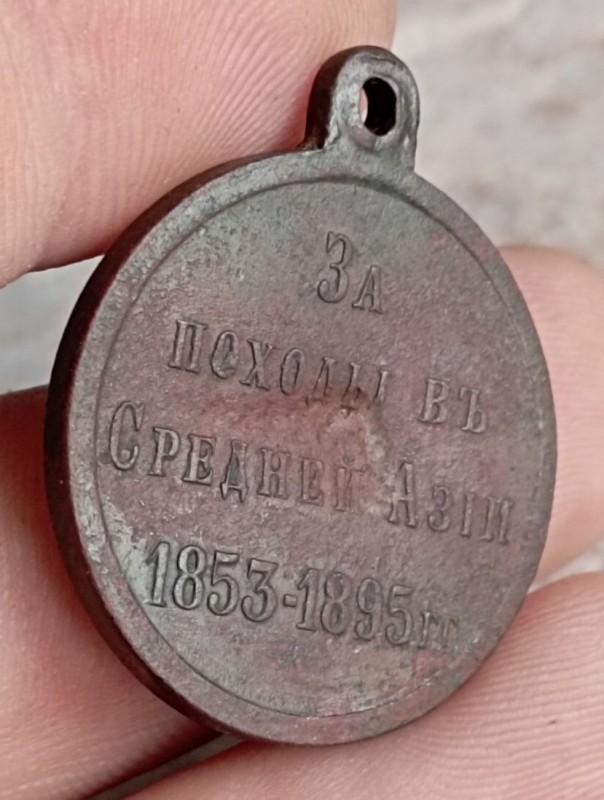 За
походы въ
Средней Азіи
1853-1895 гг.